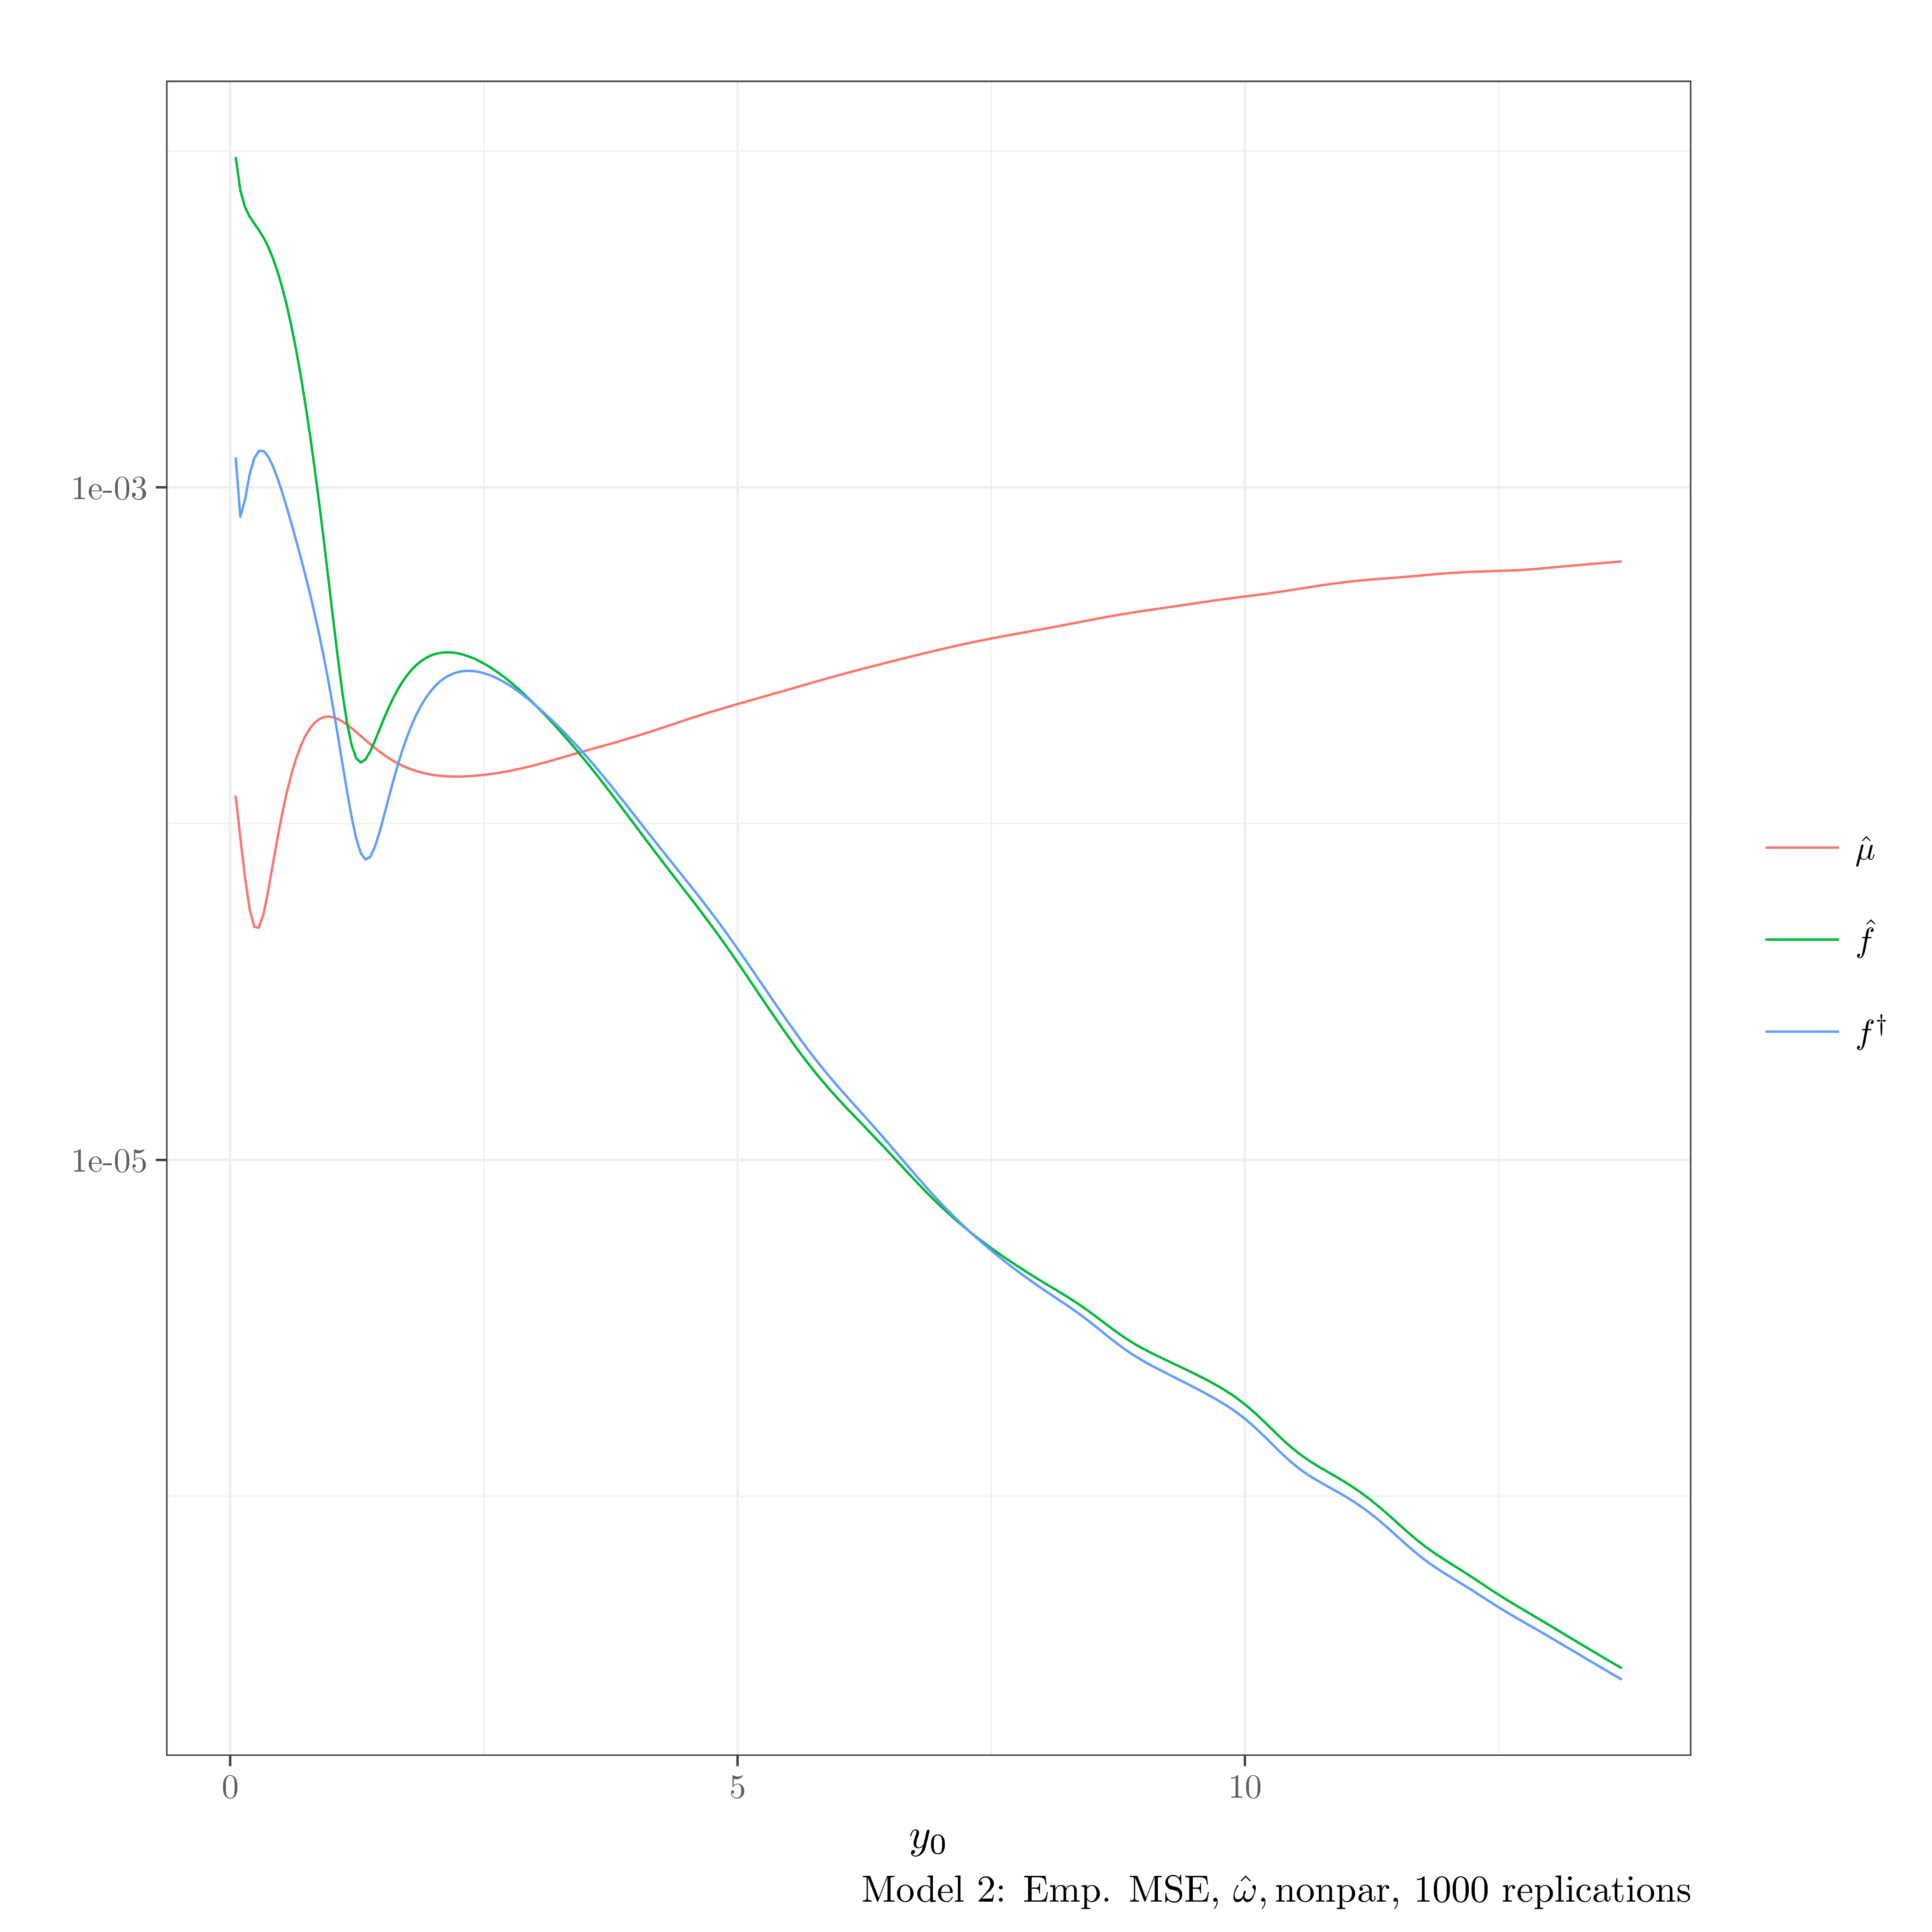 1e-03
1e-05
0
5
10
y₀
μ̂
f̂
f†
Model 2: Emp. MSE, ω̂, nonpar, 1000 replications